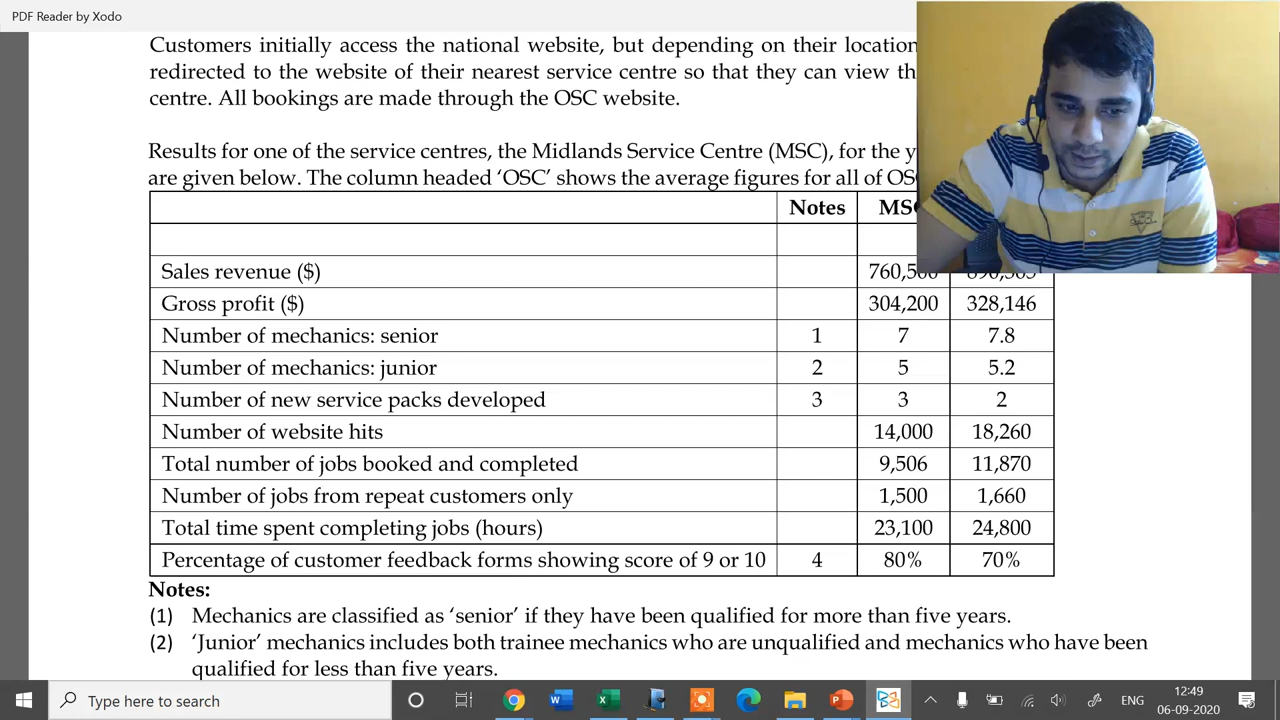 PDF Reader by Xodo
Customers initially access the national website, but depending on their location
redirected to the website of their nearest service centre so that they can view
centre. All bookings are made through the OSC website.
Results for one of the service centres, the Midlands Service Centre (MSC), for the
are given below. The column headed ‘OSC’ shows the average figures for all of
Notes
Sales revenue ($)
Gross profit ($) 304,200 328,146
Number of mechanics: senior 1 7 7.8
Number of mechanics: junior 2 5 5.2
Number of new service packs developed 3 3 2
Number of website hits 14,000 18,260
Total number of jobs booked and completed 9,506 11,870
Number of jobs from repeat customers only 1,500 1,660
Total time spent completing jobs (hours) 23,100 24,800
Percentage of customer feedback forms showing score of 9 or 10 4 80% 70%
Notes:
(1) Mechanics are classified as ‘senior’ if they have been qualified for more than five years.
(2) ‘Junior’ mechanics includes both trainee mechanics who are unqualified and mechanics who have been
qualified for less than five years.
Type here to search
ENG
12:49
06-09-2020